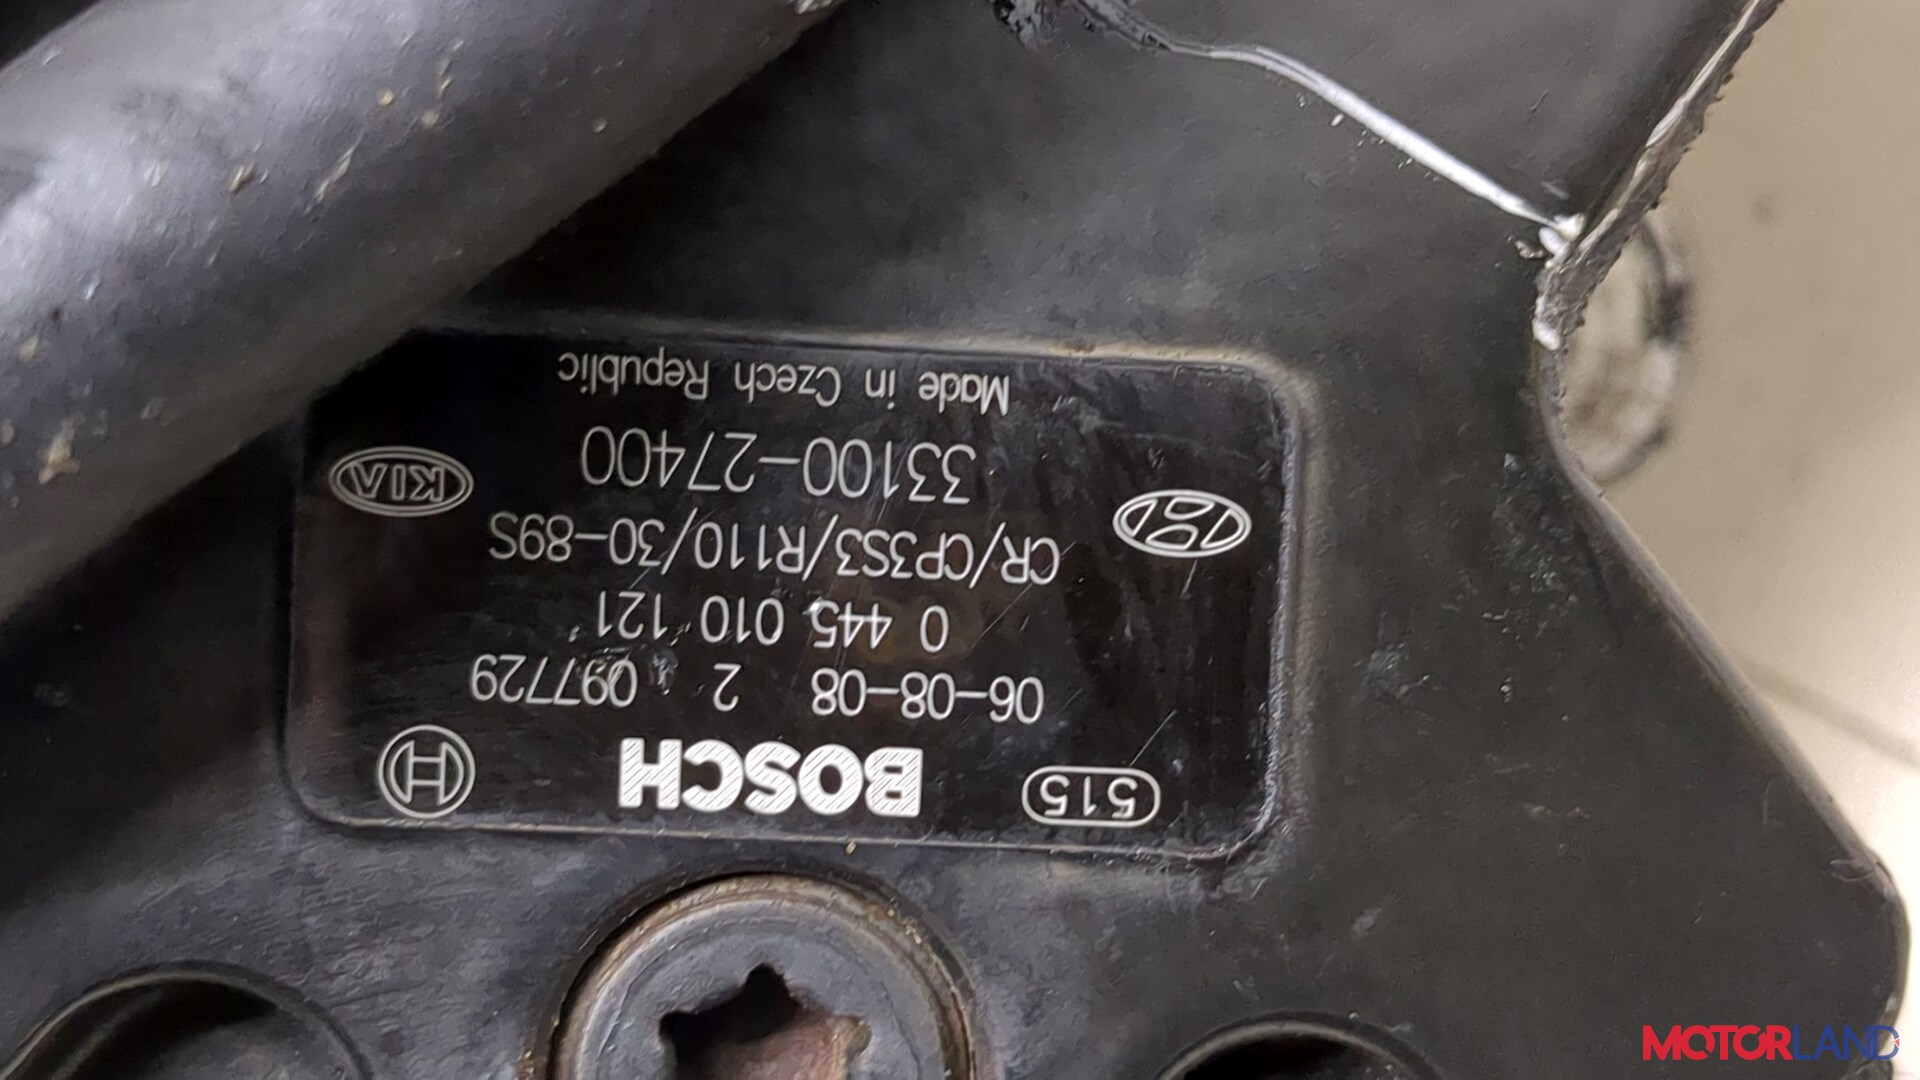 515 BOSCH
06-08-08 2 097729
0 445 010 121
CR/CP3S3/R110/30-89S
33100-27400
KIA
Made in Czech Republic
MOTORLAND